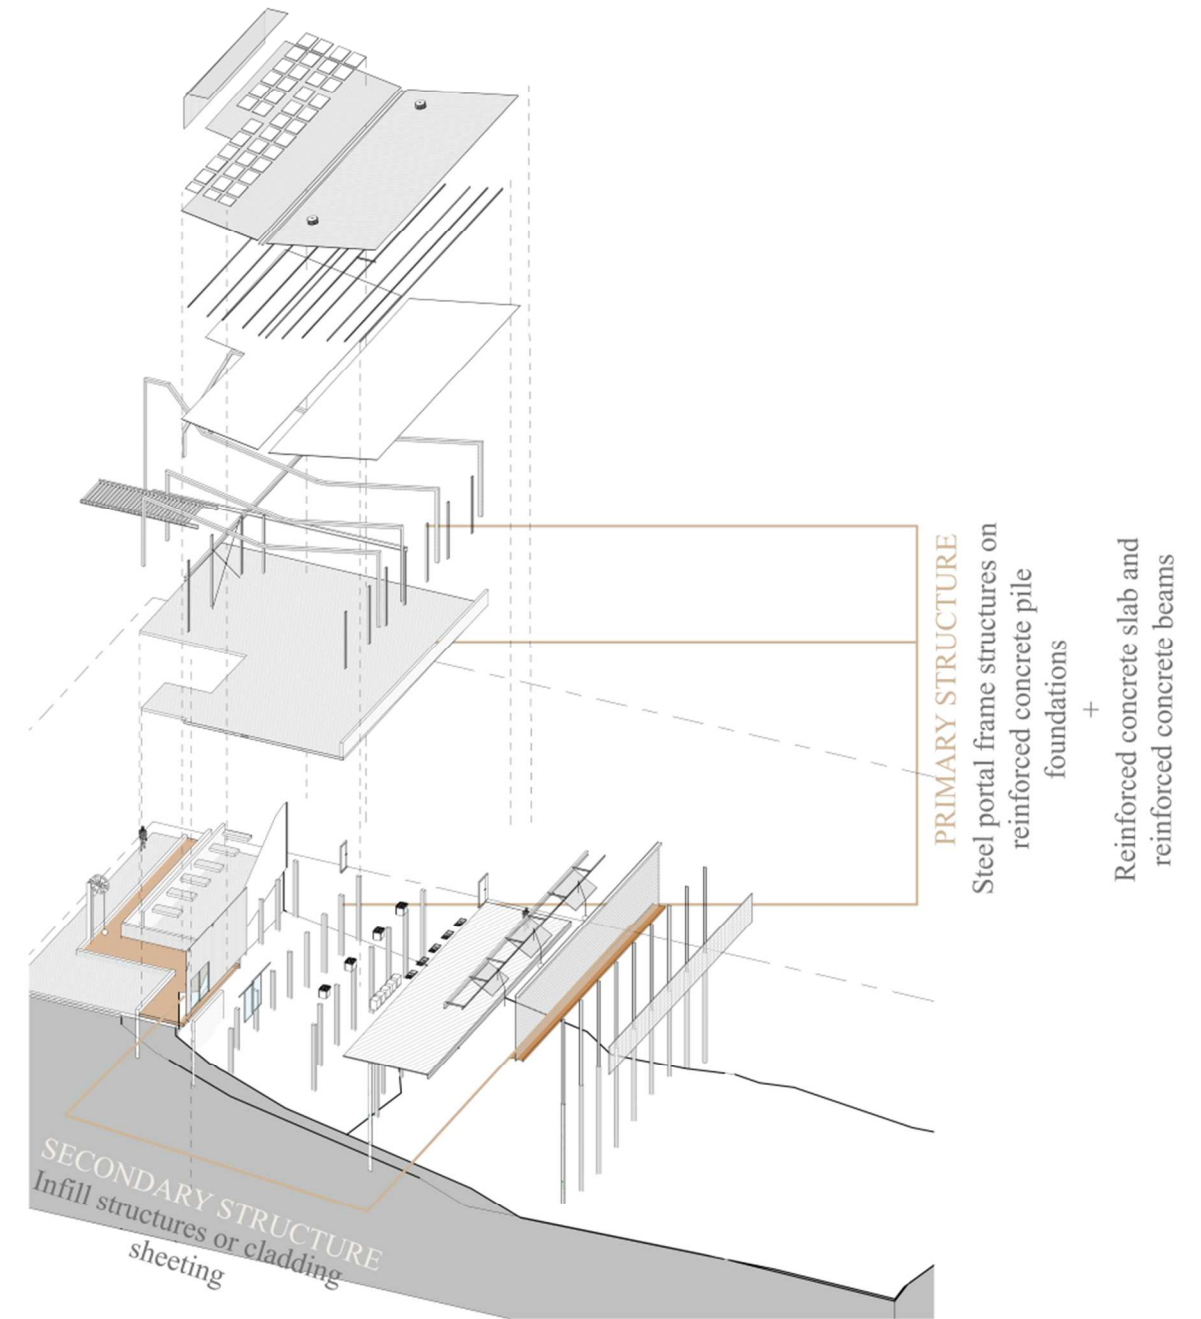 PRIMARY STRUCTURE
Steel portal frame structures on
reinforced concrete pile
foundations
+
Reinforced concrete slab and
reinforced concrete beams
SECONDARY STRUCTURE
Infill structures or cladding
sheeting